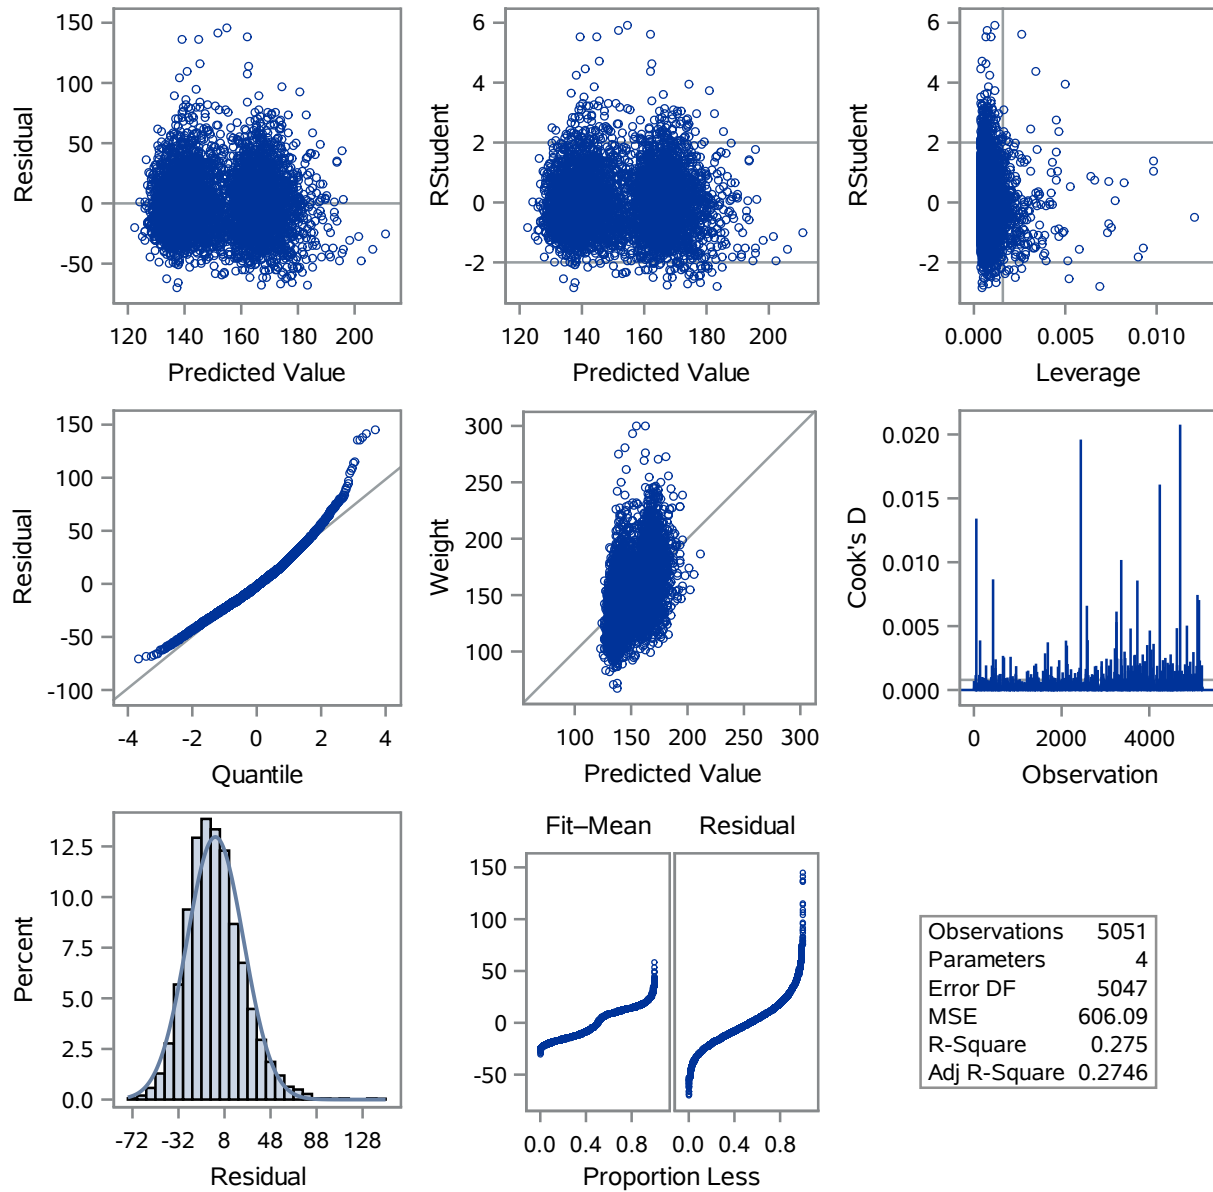 150
100
50
0
-50
Residual
120 140 160 180 200
Predicted Value
6
4
2
0
-2
RStudent
120 140 160 180 200
Predicted Value
6
4
2
0
-2
RStudent
0.000 0.005 0.010
Leverage
150
100
50
0
-50
-100
Residual
-4 -2 0 2 4
Quantile
300
250
200
150
100
Weight
100 150 200 250 300
Predicted Value
0.020
0.015
0.010
0.005
0.000
Cook's D
0 2000 4000
Observation
12.5
10.0
7.5
5.0
2.5
0.0
Percent
-72 -32 8 48 88 128
Residual
Fit–Mean Residual
150
100
50
0
-50
0.0 0.4 0.8 0.0 0.4 0.8
Proportion Less
Observations 5051
Parameters 4
Error DF 5047
MSE 606.09
R-Square 0.275
Adj R-Square 0.2746